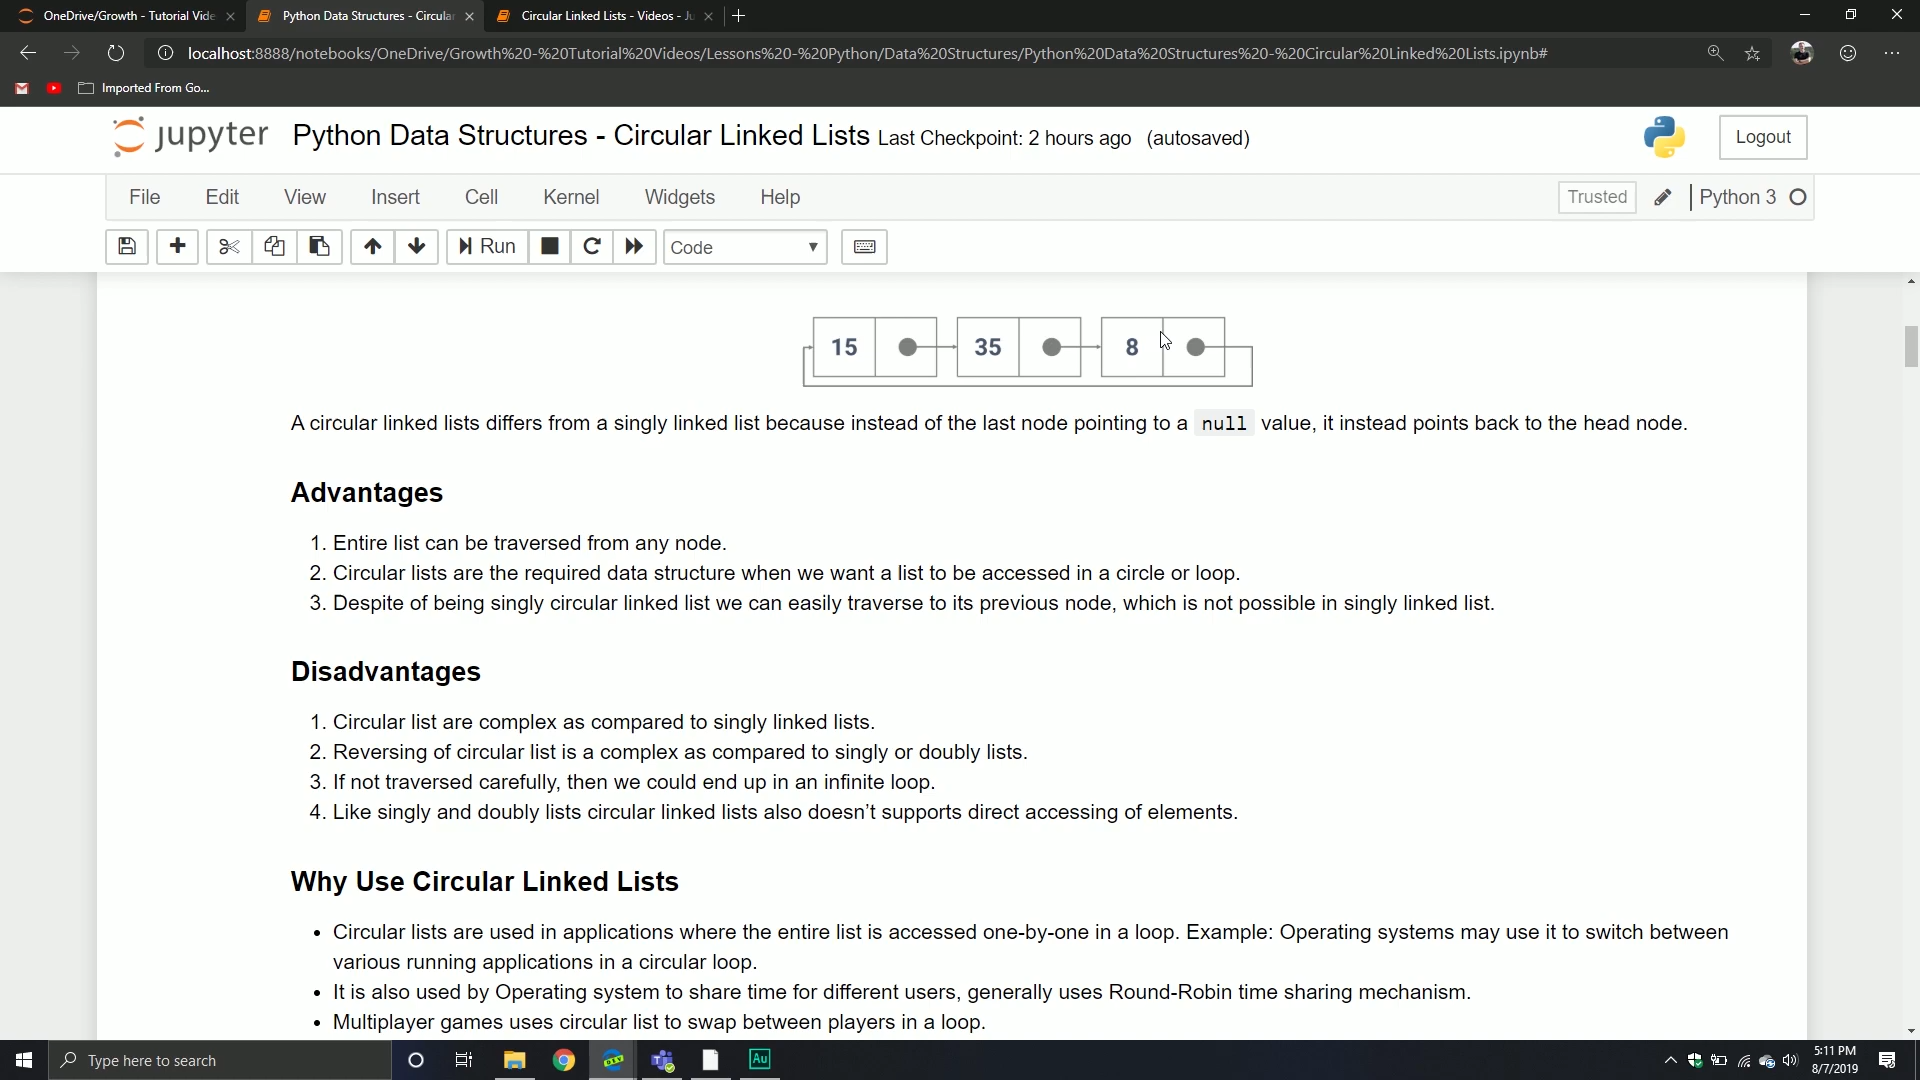 OneDrive/Growth - Tutorial Vide
Python Data Structures - Circular
Circular Linked Lists - Videos - Ju
localhost:8888/notebooks/OneDrive/Growth%20-%20Tutorial%20Videos/Lessons%20-%20Python/Data%20Structures/Python%20Data%20Structures%20-%20Circular%20Linked%20Lists.ipynb#
Imported From Go...
jupyter Python Data Structures - Circular Linked Lists Last Checkpoint: 2 hours ago (autosaved)
Logout
File Edit View Insert Cell Kernel Widgets Help
Trusted Python 3
Run Code
15 35 8
A circular linked lists differs from a singly linked list because instead of the last node pointing to a null value, it instead points back to the head node.
Advantages
1. Entire list can be traversed from any node.
2. Circular lists are the required data structure when we want a list to be accessed in a circle or loop.
3. Despite of being singly circular linked list we can easily traverse to its previous node, which is not possible in singly linked list.
Disadvantages
1. Circular list are complex as compared to singly linked lists.
2. Reversing of circular list is a complex as compared to singly or doubly lists.
3. If not traversed carefully, then we could end up in an infinite loop.
4. Like singly and doubly lists circular linked lists also doesn’t supports direct accessing of elements.
Why Use Circular Linked Lists
• Circular lists are used in applications where the entire list is accessed one-by-one in a loop. Example: Operating systems may use it to switch between
various running applications in a circular loop.
• It is also used by Operating system to share time for different users, generally uses Round-Robin time sharing mechanism.
• Multiplayer games uses circular list to swap between players in a loop.
Type here to search
DEV
Au
5:11 PM
8/7/2019